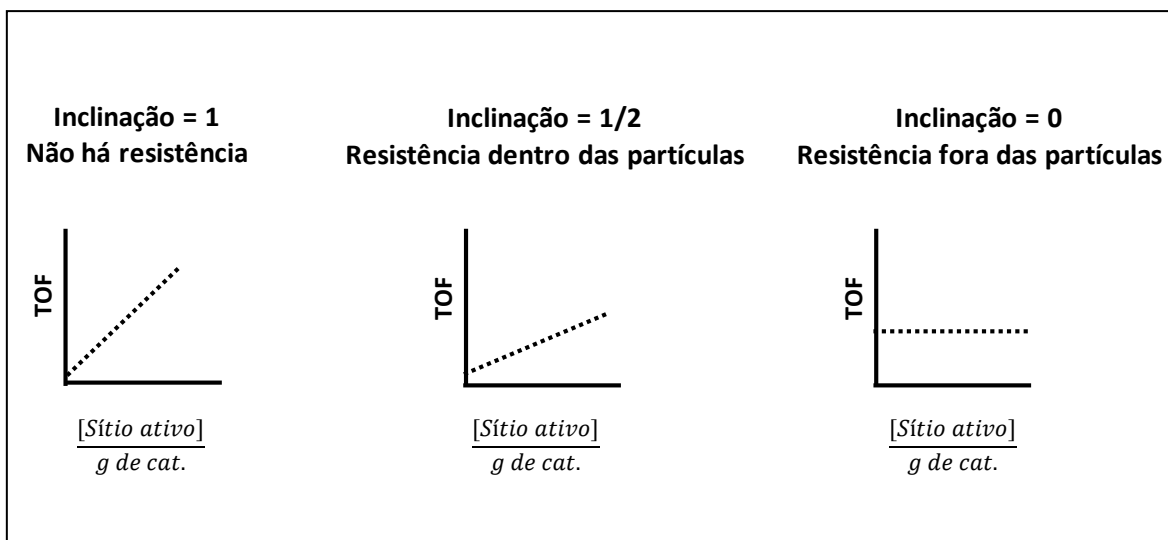 Inclinação = 1
Não há resistência
TOF
[Sítio ativo]
g de cat.
Inclinação = 1/2
Resistência dentro das partículas
TOF
[Sítio ativo]
g de cat.
Inclinação = 0
Resistência fora das partículas
TOF
[Sítio ativo]
g de cat.